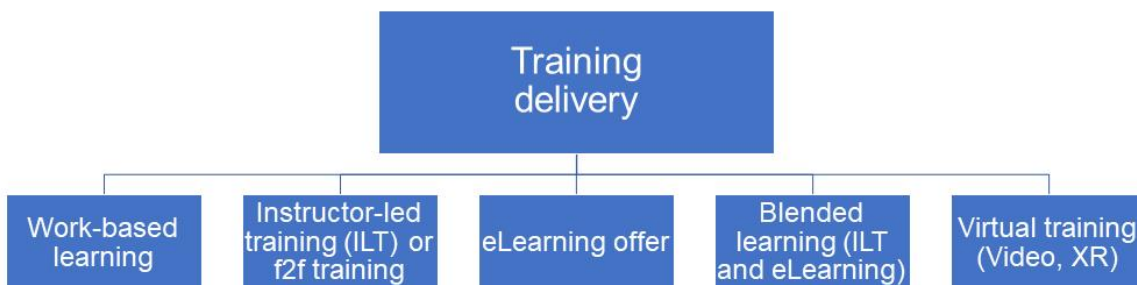 Training
delivery
Work-based
learning
Instructor-led
training (ILT) or
f2f training
eLearning offer
Blended
learning (ILT
and eLearning)
Virtual training
(Video, XR)